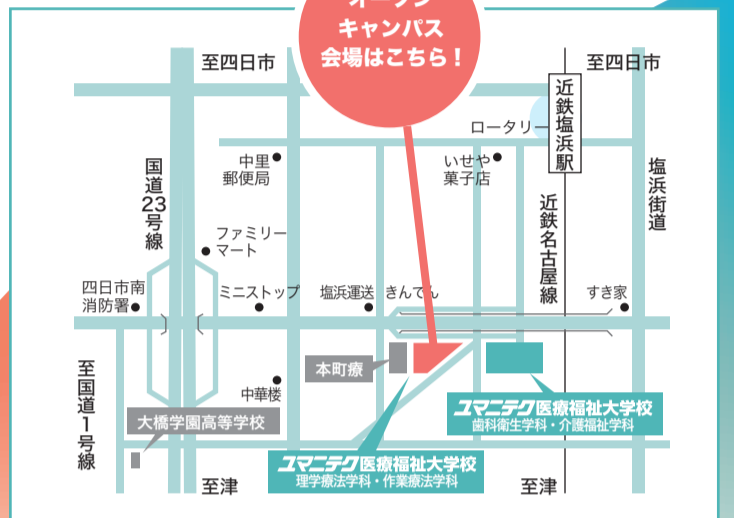 オープン
キャンパス
会場はこちら！
至四日市
至四日市
近鉄塩浜駅
ロータリー
中里
郵便局
いせや
菓子店
国道23号線
塩浜街道
近鉄名古屋線
ファミリー
マート
四日市南
消防署
ミニストップ
塩浜運送
きんでん
すき家
本町療
至国道1号線
中華楼
大橋学園高等学校
ユマニテク医療福祉大学校
歯科衛生学科・介護福祉学科
ユマニテク医療福祉大学校
理学療法学科・作業療法学科
至津
至津